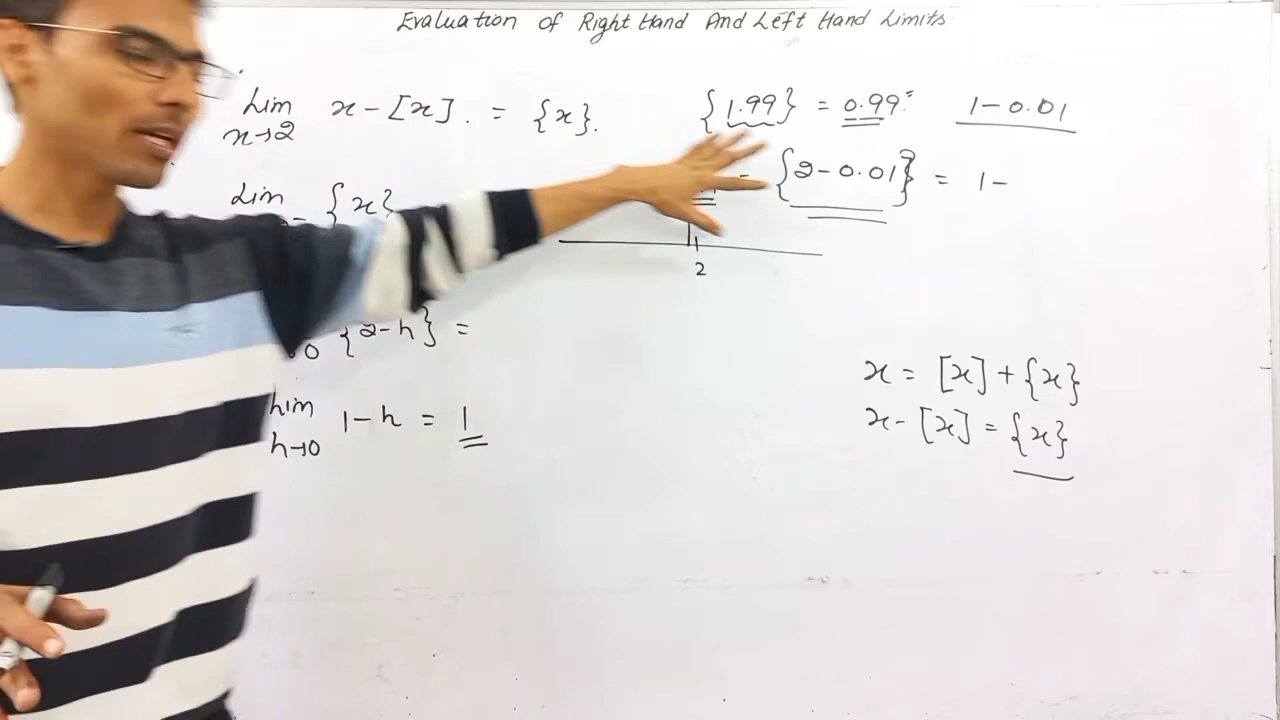 Evaluation of Right Hand And Left Hand Limits
Lim x - [x]. = {x}.
x→2
{1.99} = 0.99. 1 - 0.01
= {2 - 0.01} = 1 -
Lim {x}
2
{2 - h} =
→0
Lim 1 - h = 1
h→0
x = [x] + {x}
x - [x] = {x}